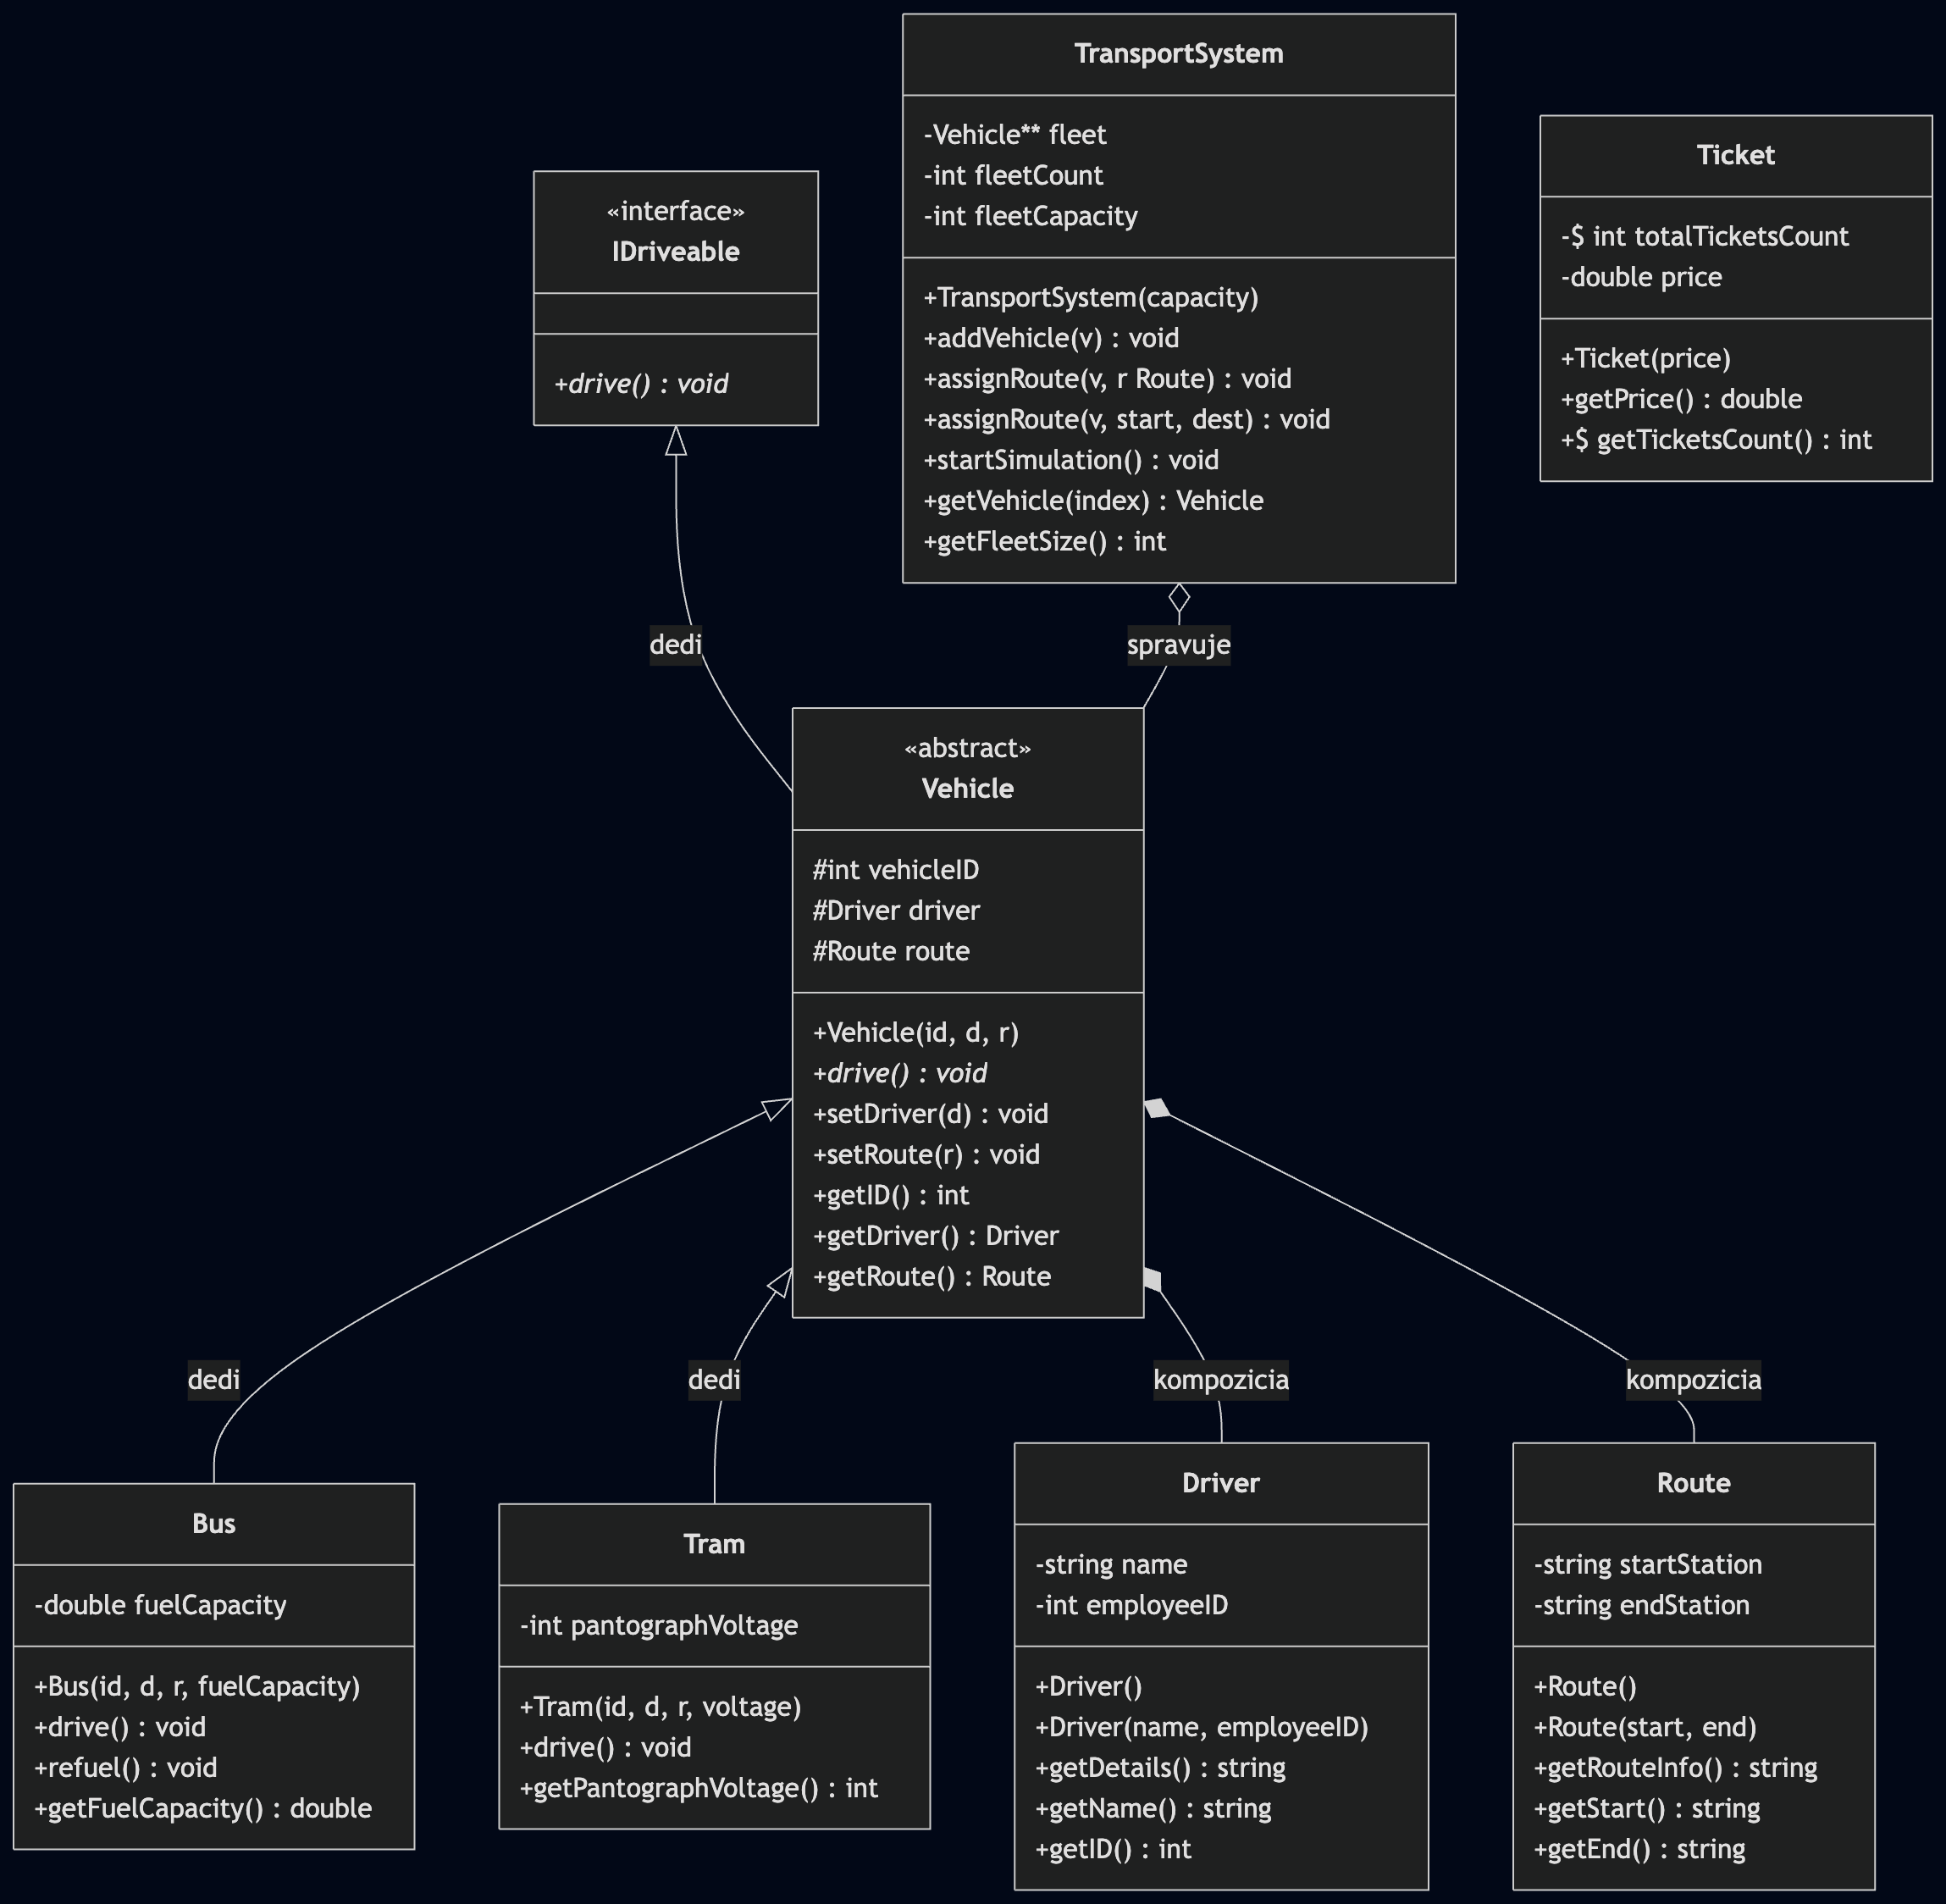 TransportSystem
-Vehicle** fleet
-int fleetCount
-int fleetCapacity
+TransportSystem(capacity)
+addVehicle(v) : void
+assignRoute(v, r Route) : void
+assignRoute(v, start, dest) : void
+startSimulation() : void
+getVehicle(index) : Vehicle
+getFleetSize() : int
Ticket
-$ int totalTicketsCount
-double price
+Ticket(price)
+getPrice() : double
+$ getTicketsCount() : int
«interface»
IDriveable
+drive() : void
dedi
spravuje
«abstract»
Vehicle
#int vehicleID
#Driver driver
#Route route
+Vehicle(id, d, r)
+drive() : void
+setDriver(d) : void
+setRoute(r) : void
+getID() : int
+getDriver() : Driver
+getRoute() : Route
dedi
dedi
kompozicia
kompozicia
Bus
-double fuelCapacity
+Bus(id, d, r, fuelCapacity)
+drive() : void
+refuel() : void
+getFuelCapacity() : double
Tram
-int pantographVoltage
+Tram(id, d, r, voltage)
+drive() : void
+getPantographVoltage() : int
Driver
-string name
-int employeeID
+Driver()
+Driver(name, employeeID)
+getDetails() : string
+getName() : string
+getID() : int
Route
-string startStation
-string endStation
+Route()
+Route(start, end)
+getRouteInfo() : string
+getStart() : string
+getEnd() : string